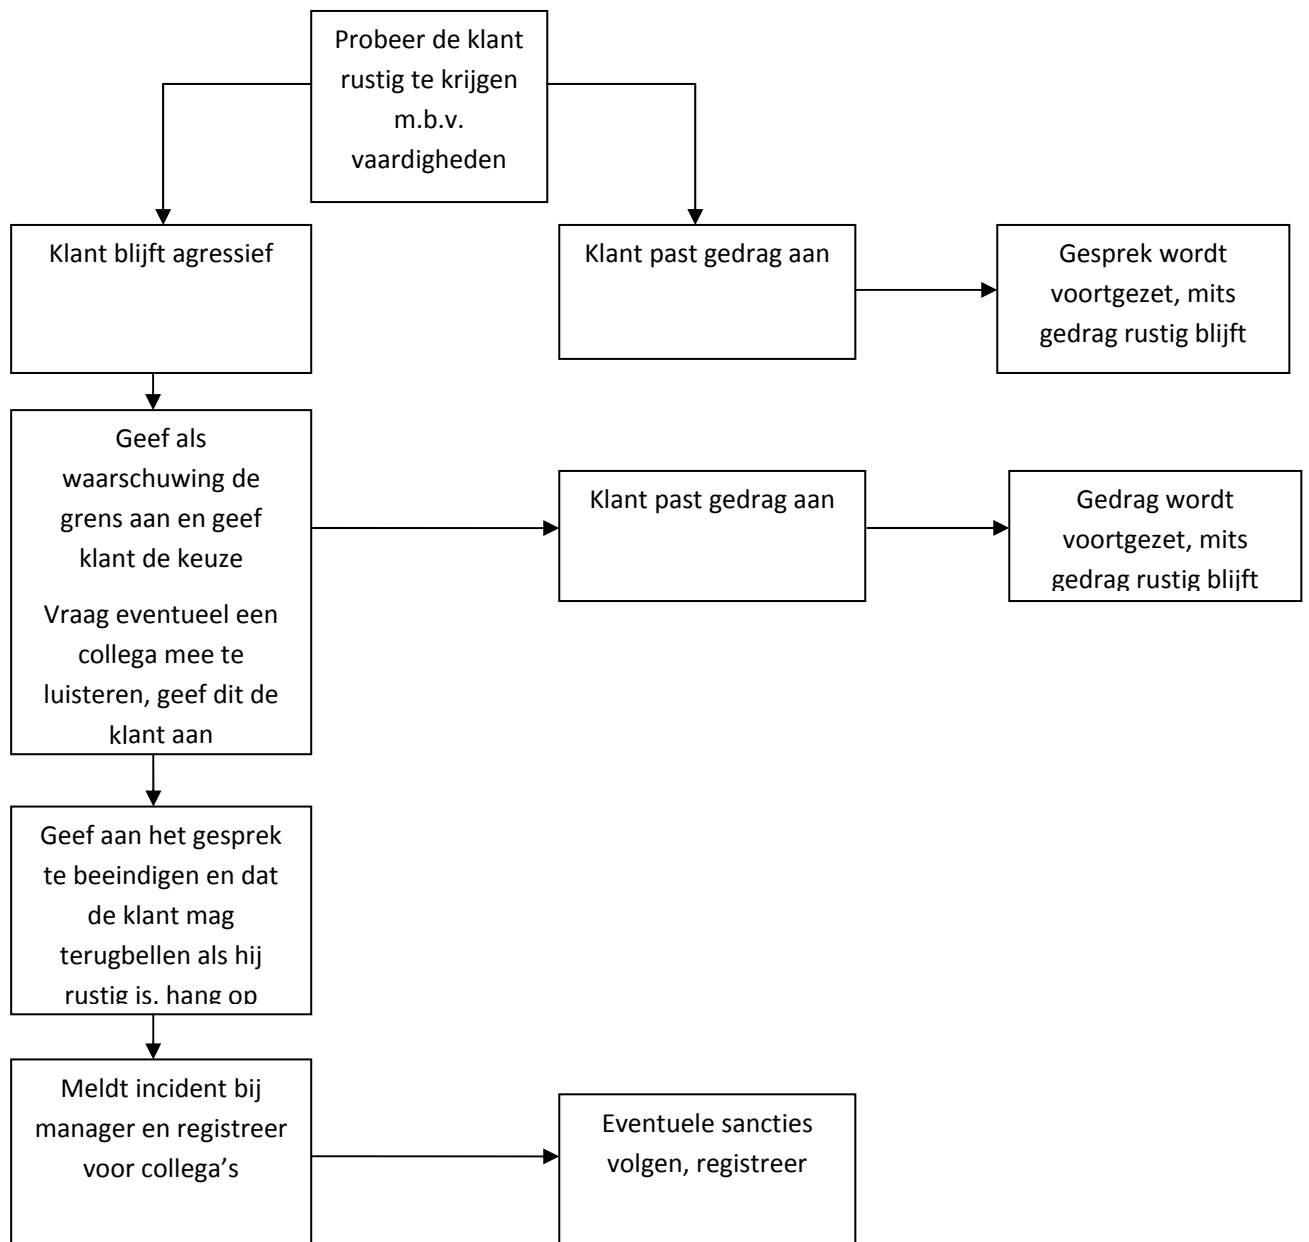 Probeer de klant
rustig te krijgen
m.b.v.
vaardigheden
Klant blijft agressief
Klant past gedrag aan
Gesprek wordt
voortgezet, mits
gedrag rustig blijft
Geef als
waarschuwing de
grens aan en geef
klant de keuze
Vraag eventueel een
collega mee te
luisteren, geef dit de
klant aan
Klant past gedrag aan
Gedrag wordt
voortgezet, mits
gedrag rustig blijft
Geef aan het gesprek
te beeindigen en dat
de klant mag
terugbellen als hij
rustig is. hang op
Meldt incident bij
manager en registreer
voor collega’s
Eventuele sancties
volgen, registreer